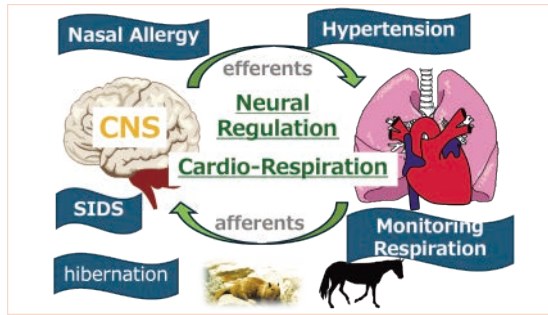 Nasal Allergy
Hypertension
efferents
CNS
Neural
Regulation
Cardio-Respiration
SIDS
afferents
Monitoring
Respiration
hibernation